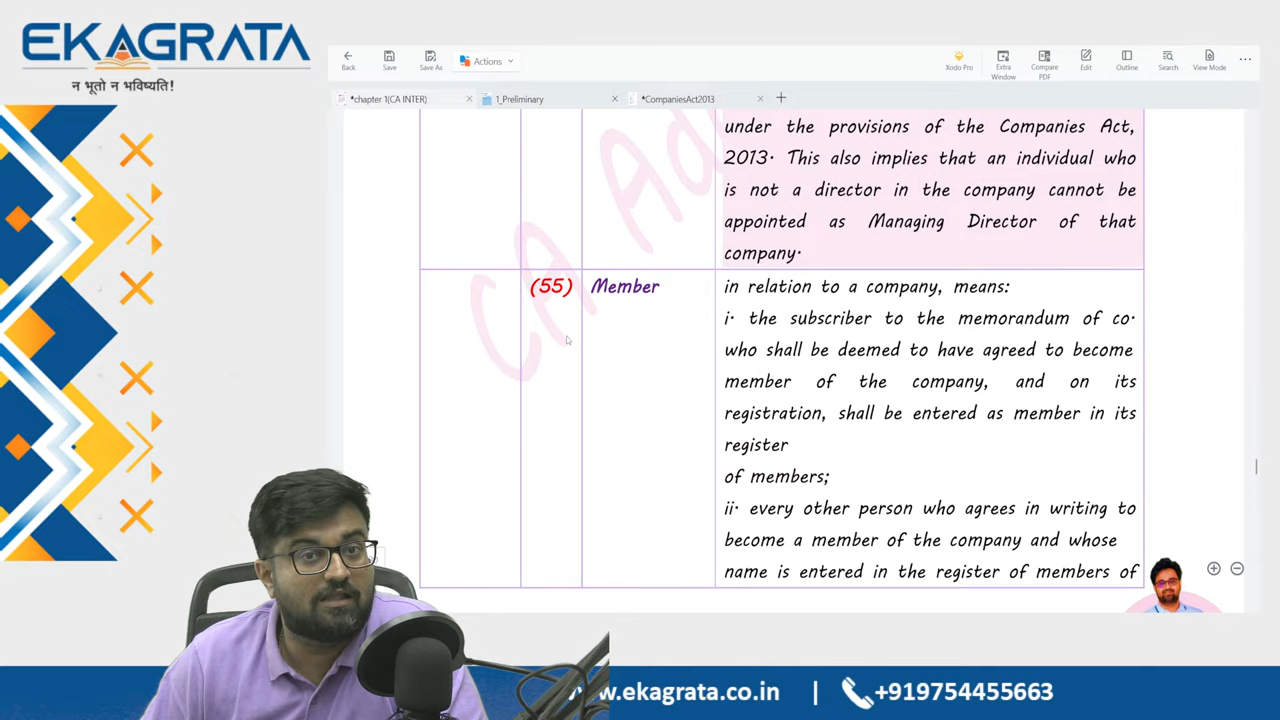 EKAGRATA
न भूतो न भविष्यति!
Back
Save
Save As
Actions
Xodo Pro
Extra Window
Compare PDF
Edit
Outline
Search
View Mode
*chapter 1(CA INTER)
1_Preliminary
*CompaniesAct2013
under the provisions of the Companies Act,
2013. This also implies that an individual who
is not a director in the company cannot be
appointed as Managing Director of that
company.
(55) Member
in relation to a company, means:
i. the subscriber to the memorandum of co.
who shall be deemed to have agreed to become
member of the company, and on its
registration, shall be entered as member in its
register
of members;
ii. every other person who agrees in writing to
become a member of the company and whose
name is entered in the register of members of
CA Ad
w.ekagrata.co.in | +919754455663